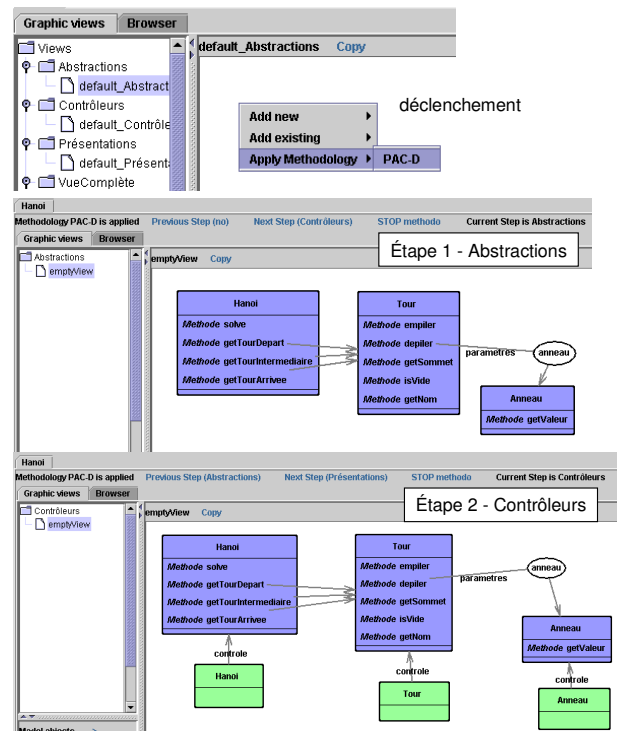 Graphic views Browser
Views
default_Abstractions Copy
Abstractions
default_Abstract
Contrôleurs
default_Contrôle
Présentations
default_Présent
VueComplète
déclenchement
Add new
Add existing
Apply Methodology PAC-D
Hanoi
Methodology PAC-D is applied Previous Step (no) Next Step (Contrôleurs) STOP methodo Current Step is Abstractions
Graphic views Browser
Étape 1 - Abstractions
Abstractions
emptyView
emptyView Copy
Hanoi
Methode solve
Methode getTourDepart
Methode getTourIntermediaire
Methode getTourArrivee
Tour
Methode empiler
Methode depiler
Methode getSommet
Methode isVide
Methode getNom
parametres
anneau
Anneau
Methode getValeur
Hanoi
Methodology PAC-D is applied Previous Step (Abstractions) Next Step (Présentations) STOP methodo Current Step is Contrôleurs
Graphic views Browser
Étape 2 - Contrôleurs
Contrôleurs
emptyView
emptyView Copy
Hanoi
Methode solve
Methode getTourDepart
Methode getTourIntermediaire
Methode getTourArrivee
Tour
Methode empiler
Methode depiler
Methode getSommet
Methode isVide
Methode getNom
parametres
anneau
Anneau
Methode getValeur
controle
controle
controle
Hanoi
Tour
Anneau
Model objects